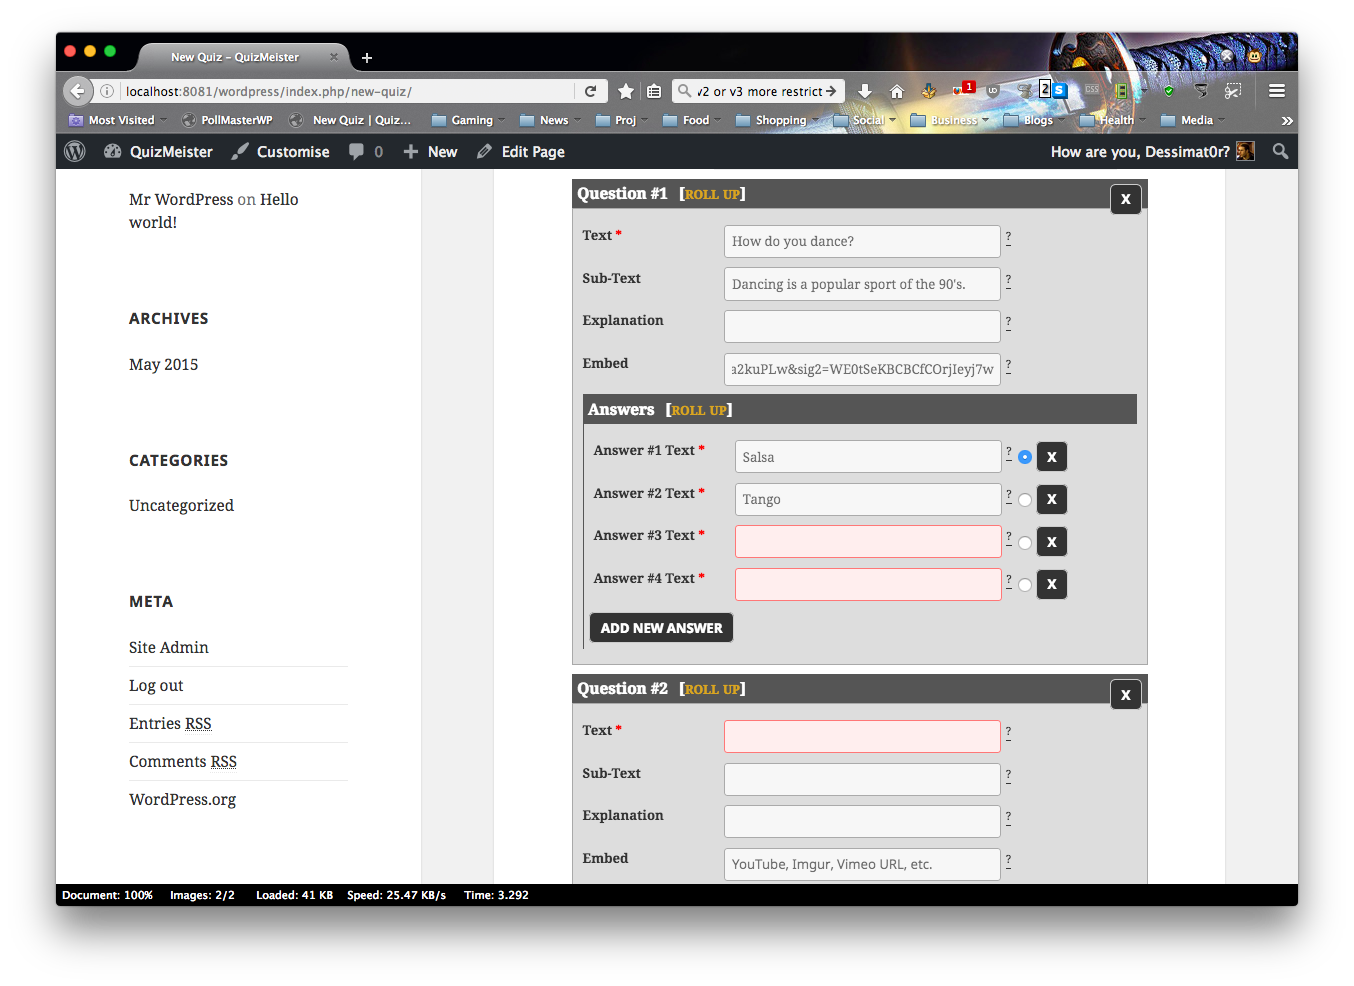 New Quiz – QuizMeister × +
localhost:8081/wordpress/index.php/new-quiz/
v2 or v3 more restrict
1
2
S
Most Visited PollMasterWP New Quiz | Quiz... Gaming News Proj Food Shopping Social Business Blogs Health Media »
QuizMeister Customise 0 + New Edit Page How are you, Dessimat0r?
Mr WordPress on Hello
world!
ARCHIVES
May 2015
CATEGORIES
Uncategorized
META
Site Admin
Log out
Entries RSS
Comments RSS
WordPress.org
Question #1 [ROLL UP] X
Text * How do you dance? ?
Sub-Text Dancing is a popular sport of the 90's. ?
Explanation ?
Embed a2kuPLw&sig2=WE0tSeKBCBCfCOrjIeyj7w ?
Answers [ROLL UP]
Answer #1 Text * Salsa ? X
Answer #2 Text * Tango ? X
Answer #3 Text * ? X
Answer #4 Text * ? X
ADD NEW ANSWER
Question #2 [ROLL UP] X
Text * ?
Sub-Text ?
Explanation ?
Embed YouTube, Imgur, Vimeo URL, etc. ?
Document: 100% Images: 2/2 Loaded: 41 KB Speed: 25.47 KB/s Time: 3.292